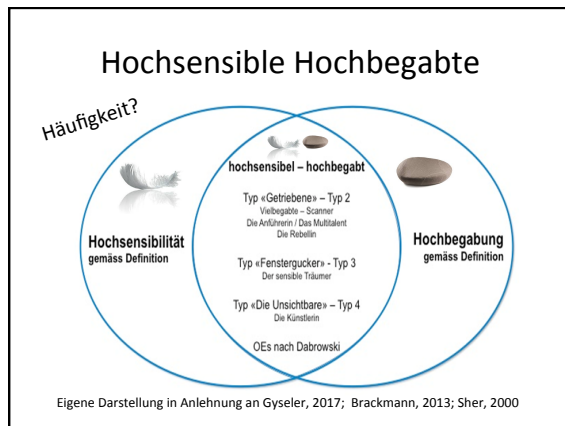 Hochsensible Hochbegabte
Häufigkeit?
hochsensibel – hochbegabt
Typ «Getriebene» – Typ 2
Vielbegabte – Scanner
Die Anführerin / Das Multitalent
Die Rebellin
Hochsensibilität
gemäss Definition
Hochbegabung
gemäss Definition
Typ «Fenstergucker» - Typ 3
Der sensible Träumer
Typ «Die Unsichtbare» – Typ 4
Die Künstlerin
OEs nach Dabrowski
Eigene Darstellung in Anlehnung an Gyseler, 2017; Brackmann, 2013; Sher, 2000